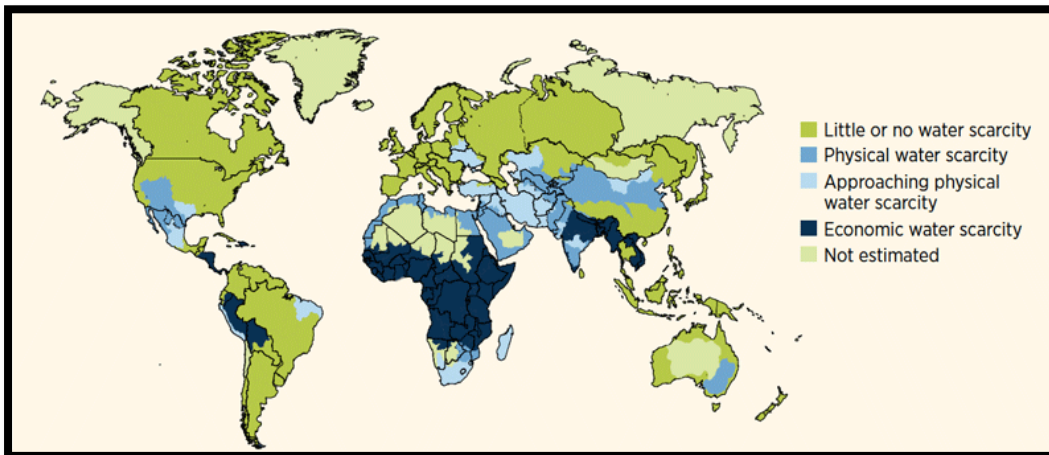 Little or no water scarcity
Physical water scarcity
Approaching physical
water scarcity
Economic water scarcity
Not estimated